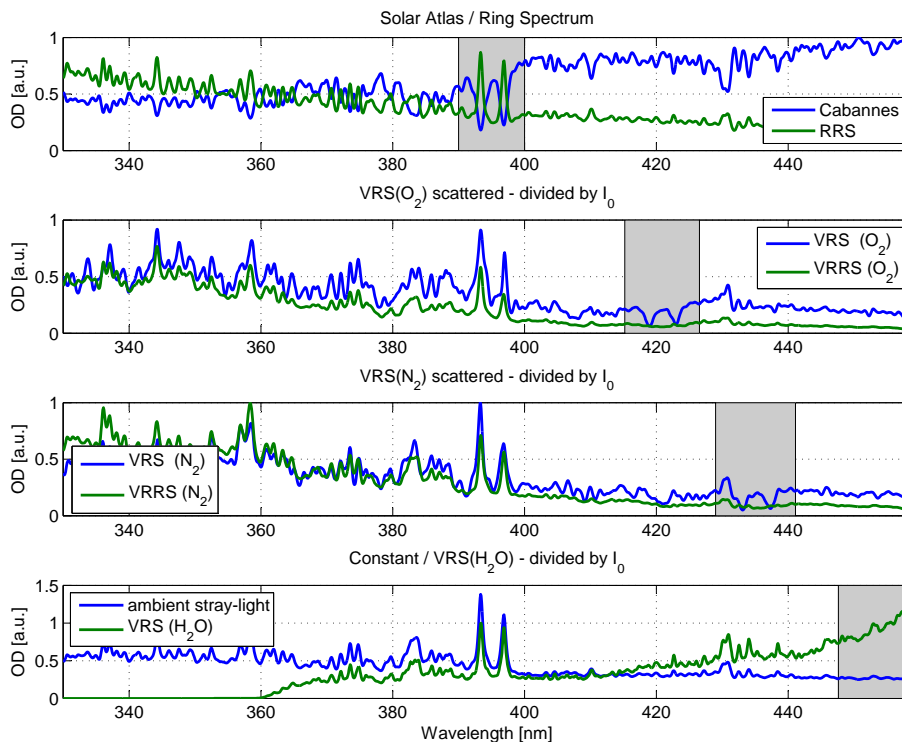 Solar Atlas / Ring Spectrum
OD [a.u.]
1
0.5
0
Cabannes
RRS
340 360 380 400 420 440
VRS(O₂) scattered - divided by I₀
OD [a.u.]
1
0.5
0
VRS (O₂)
VRRS (O₂)
340 360 380 400 420 440
VRS(N₂) scattered - divided by I₀
OD [a.u.]
1
0.5
0
VRS (N₂)
VRRS (N₂)
340 360 380 400 420 440
Constant / VRS(H₂O) - divided by I₀
OD [a.u.]
1.5
1
0.5
0
ambient stray-light
VRS (H₂O)
340 360 380 400 420 440
Wavelength [nm]